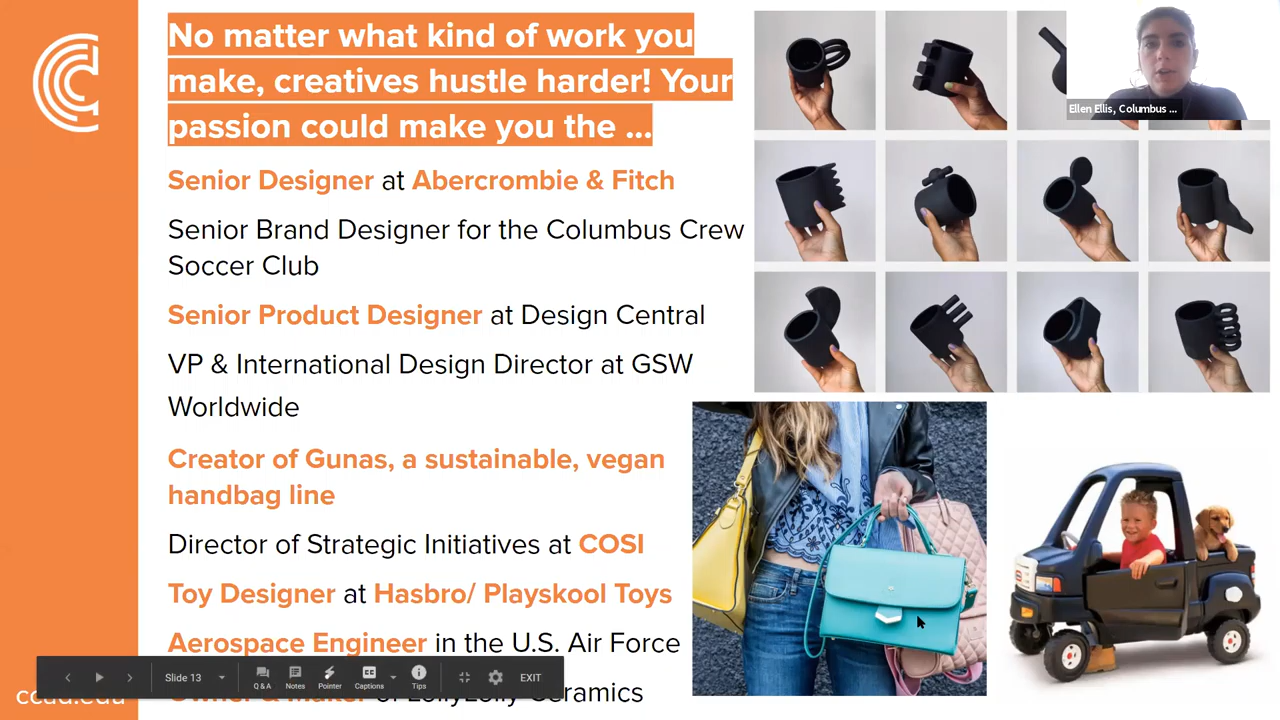 No matter what kind of work you
make, creatives hustle harder! Your
passion could make you the ...
Senior Designer at Abercrombie & Fitch
Senior Brand Designer for the Columbus Crew
Soccer Club
Senior Product Designer at Design Central
VP & International Design Director at GSW
Worldwide
Creator of Gunas, a sustainable, vegan
handbag line
Director of Strategic Initiatives at COSI
Toy Designer at Hasbro/ Playskool Toys
Aerospace Engineer in the U.S. Air Force
Owner & Maker of LollyLolly Ceramics
ccad.edu
Slide 13
Q & A
Notes
Pointer
Captions
Tips
EXIT
Ellen Ellis, Columbus ...